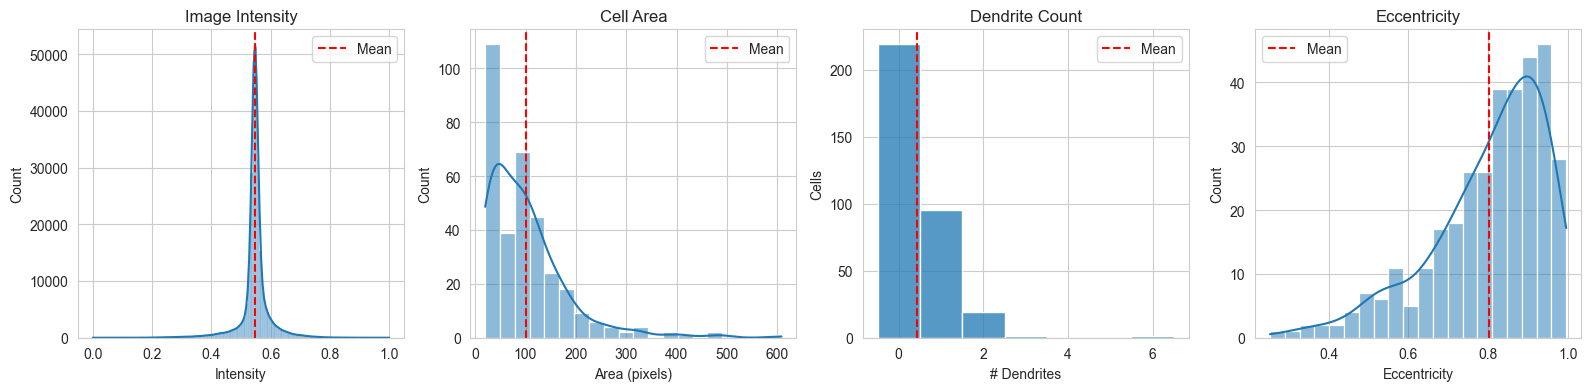 Image Intensity
Mean
50000
40000
30000
20000
10000
0
Count
0.0 0.2 0.4 0.6 0.8 1.0
Intensity
Cell Area
Mean
100
80
60
40
20
0
Count
0 100 200 300 400 500 600
Area (pixels)
Dendrite Count
Mean
200
150
100
50
0
Cells
0 2 4 6
# Dendrites
Eccentricity
Mean
40
30
20
10
0
Count
0.4 0.6 0.8 1.0
Eccentricity